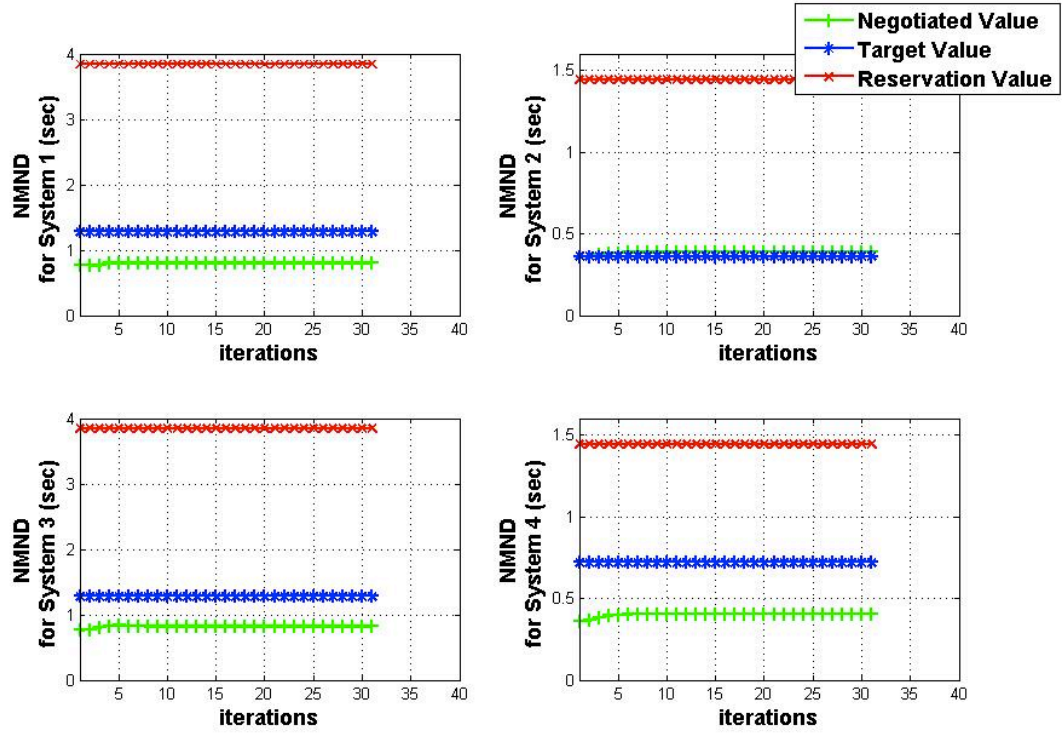 Negotiated Value
Target Value
Reservation Value
NMND
for System 1 (sec)
4
3
2
1
0
5 10 15 20 25 30 35 40
iterations
NMND
for System 2 (sec)
1.5
1
0.5
0
5 10 15 20 25 30 35 40
iterations
NMND
for System 3 (sec)
4
3
2
1
0
5 10 15 20 25 30 35 40
iterations
NMND
for System 4 (sec)
1.5
1
0.5
0
5 10 15 20 25 30 35 40
iterations